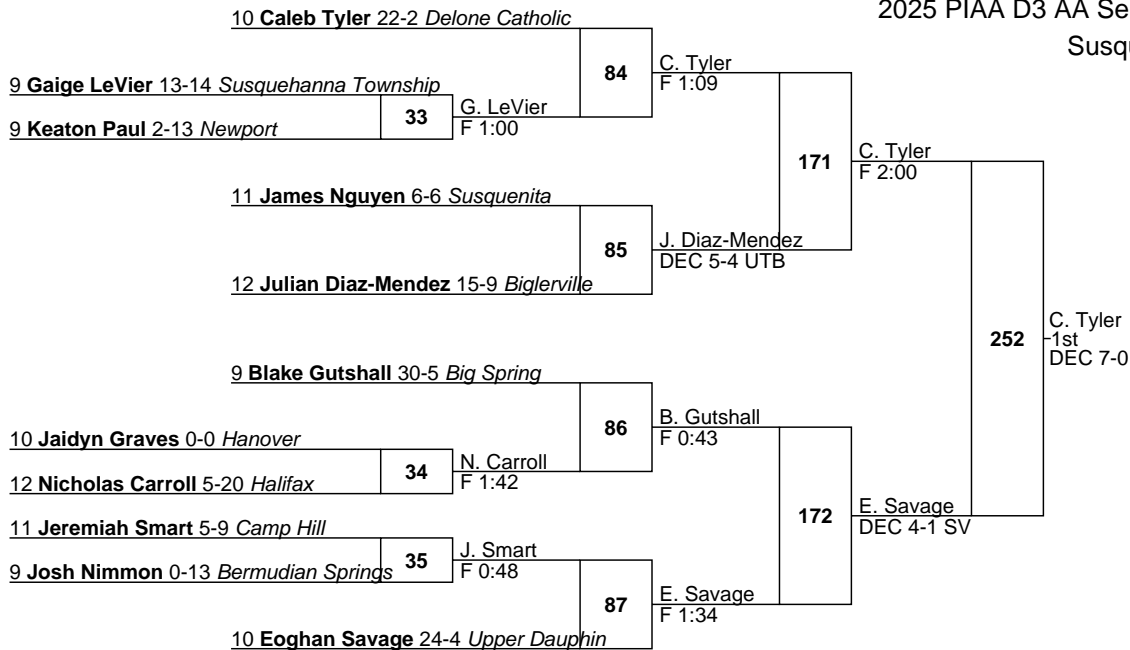 2025 PIAA D3 AA Se
Susqu
10 Caleb Tyler 22-2 Delone Catholic
84
C. Tyler
F 1:09
9 Gaige LeVier 13-14 Susquehanna Township
33
G. LeVier
F 1:00
9 Keaton Paul 2-13 Newport
171
C. Tyler
F 2:00
11 James Nguyen 6-6 Susquenita
85
J. Diaz-Mendez
DEC 5-4 UTB
12 Julian Diaz-Mendez 15-9 Biglerville
252
C. Tyler
1st
DEC 7-0
9 Blake Gutshall 30-5 Big Spring
86
B. Gutshall
F 0:43
10 Jaidyn Graves 0-0 Hanover
34
N. Carroll
F 1:42
12 Nicholas Carroll 5-20 Halifax
172
E. Savage
DEC 4-1 SV
11 Jeremiah Smart 5-9 Camp Hill
35
J. Smart
F 0:48
9 Josh Nimmon 0-13 Bermudian Springs
87
E. Savage
F 1:34
10 Eoghan Savage 24-4 Upper Dauphin